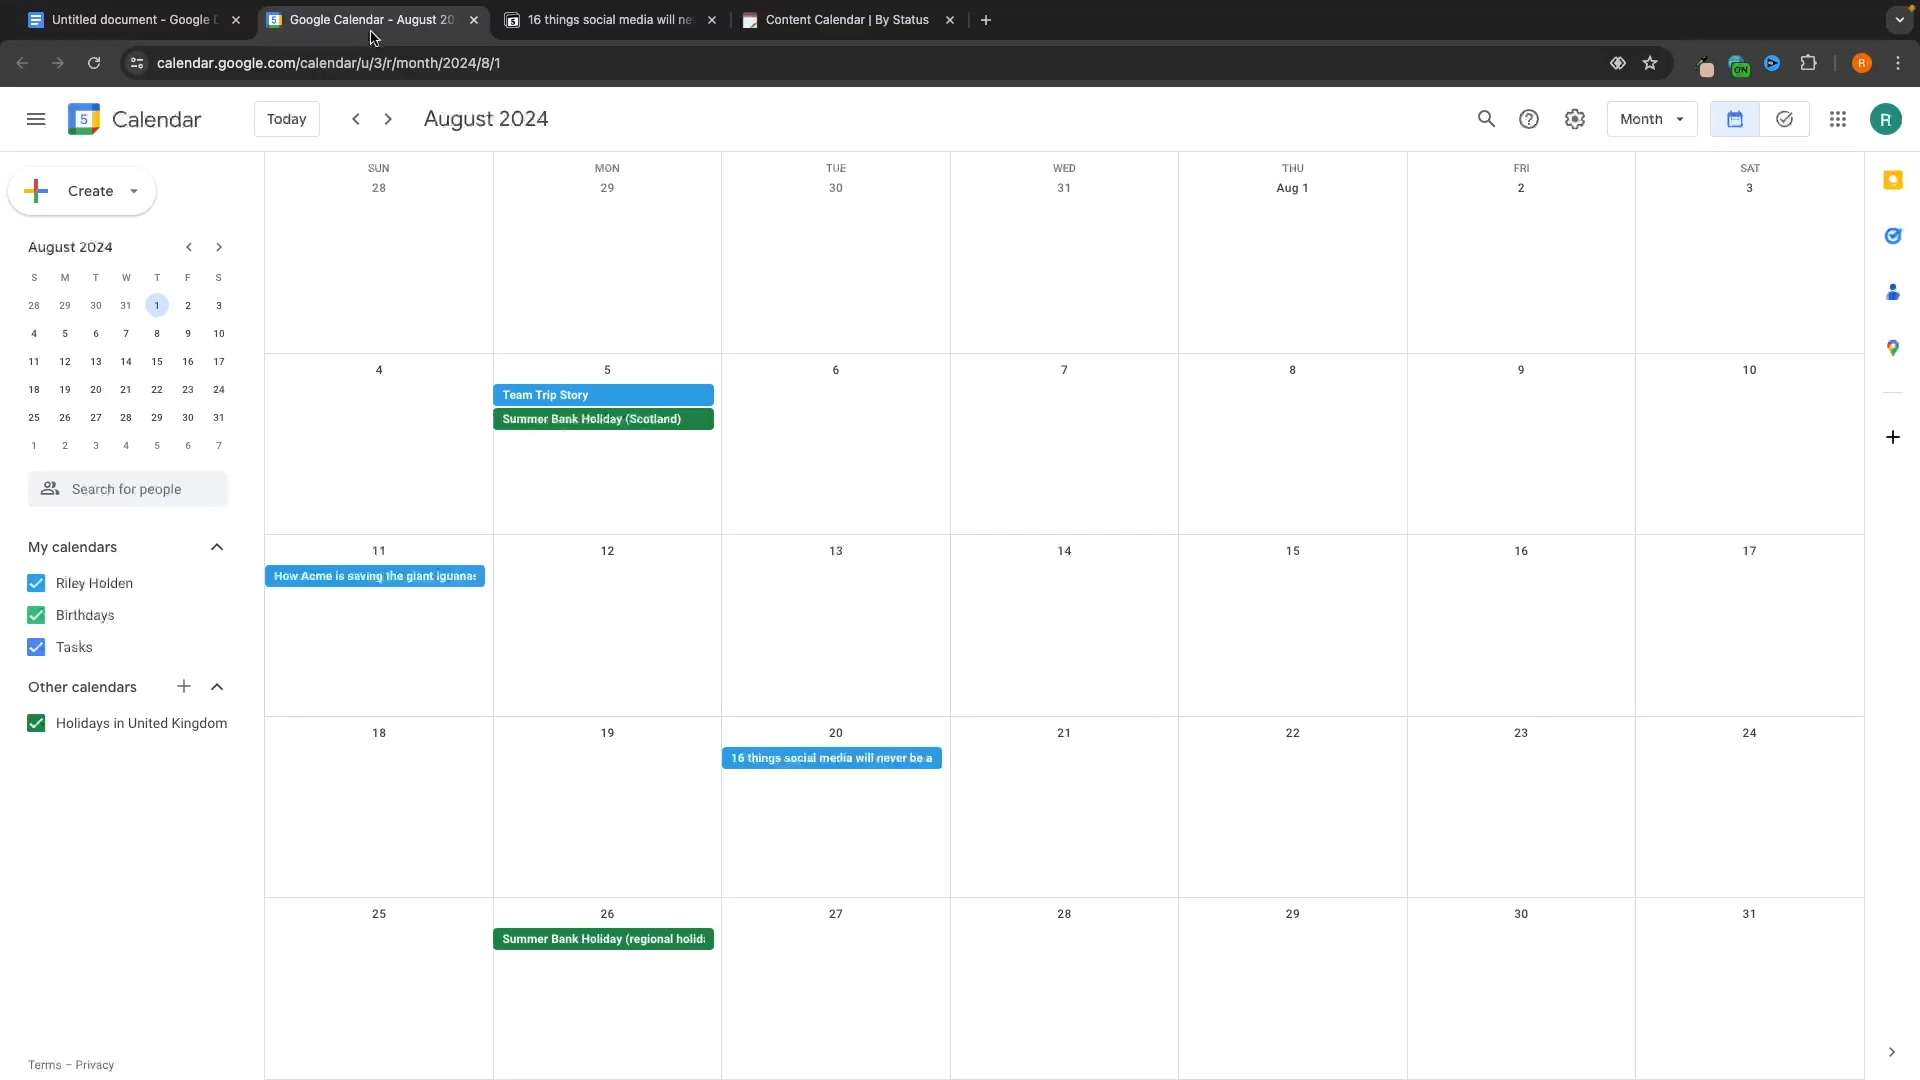 Untitled document - Google D
Google Calendar - August 20
16 things social media will ne
Content Calendar | By Status
calendar.google.com/calendar/u/3/r/month/2024/8/1
ON
R
5
Calendar
Today
August 2024
Month
R
Create
August 2024
S M T W T F S
28 29 30 31 1 2 3
4 5 6 7 8 9 10
11 12 13 14 15 16 17
18 19 20 21 22 23 24
25 26 27 28 29 30 31
1 2 3 4 5 6 7
Search for people
My calendars
Riley Holden
Birthdays
Tasks
Other calendars
Holidays in United Kingdom
Terms – Privacy
SUN MON TUE WED THU FRI SAT
28 29 30 31 Aug 1 2 3
4 5 6 7 8 9 10
Team Trip Story
Summer Bank Holiday (Scotland)
11 12 13 14 15 16 17
How Acme is saving the giant iguanas
18 19 20 21 22 23 24
16 things social media will never be a
25 26 27 28 29 30 31
Summer Bank Holiday (regional holida